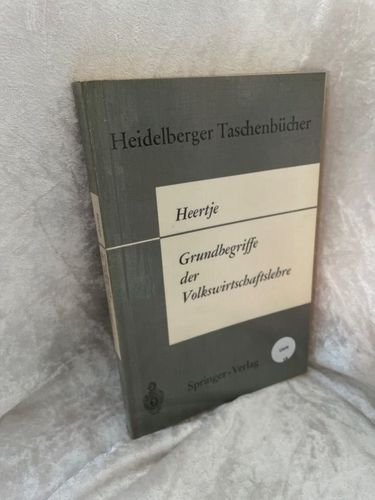 Heidelberger Taschenbücher
Heertje
Grundbegriffe
der
Volkswirtschaftslehre
Springer-Verlag